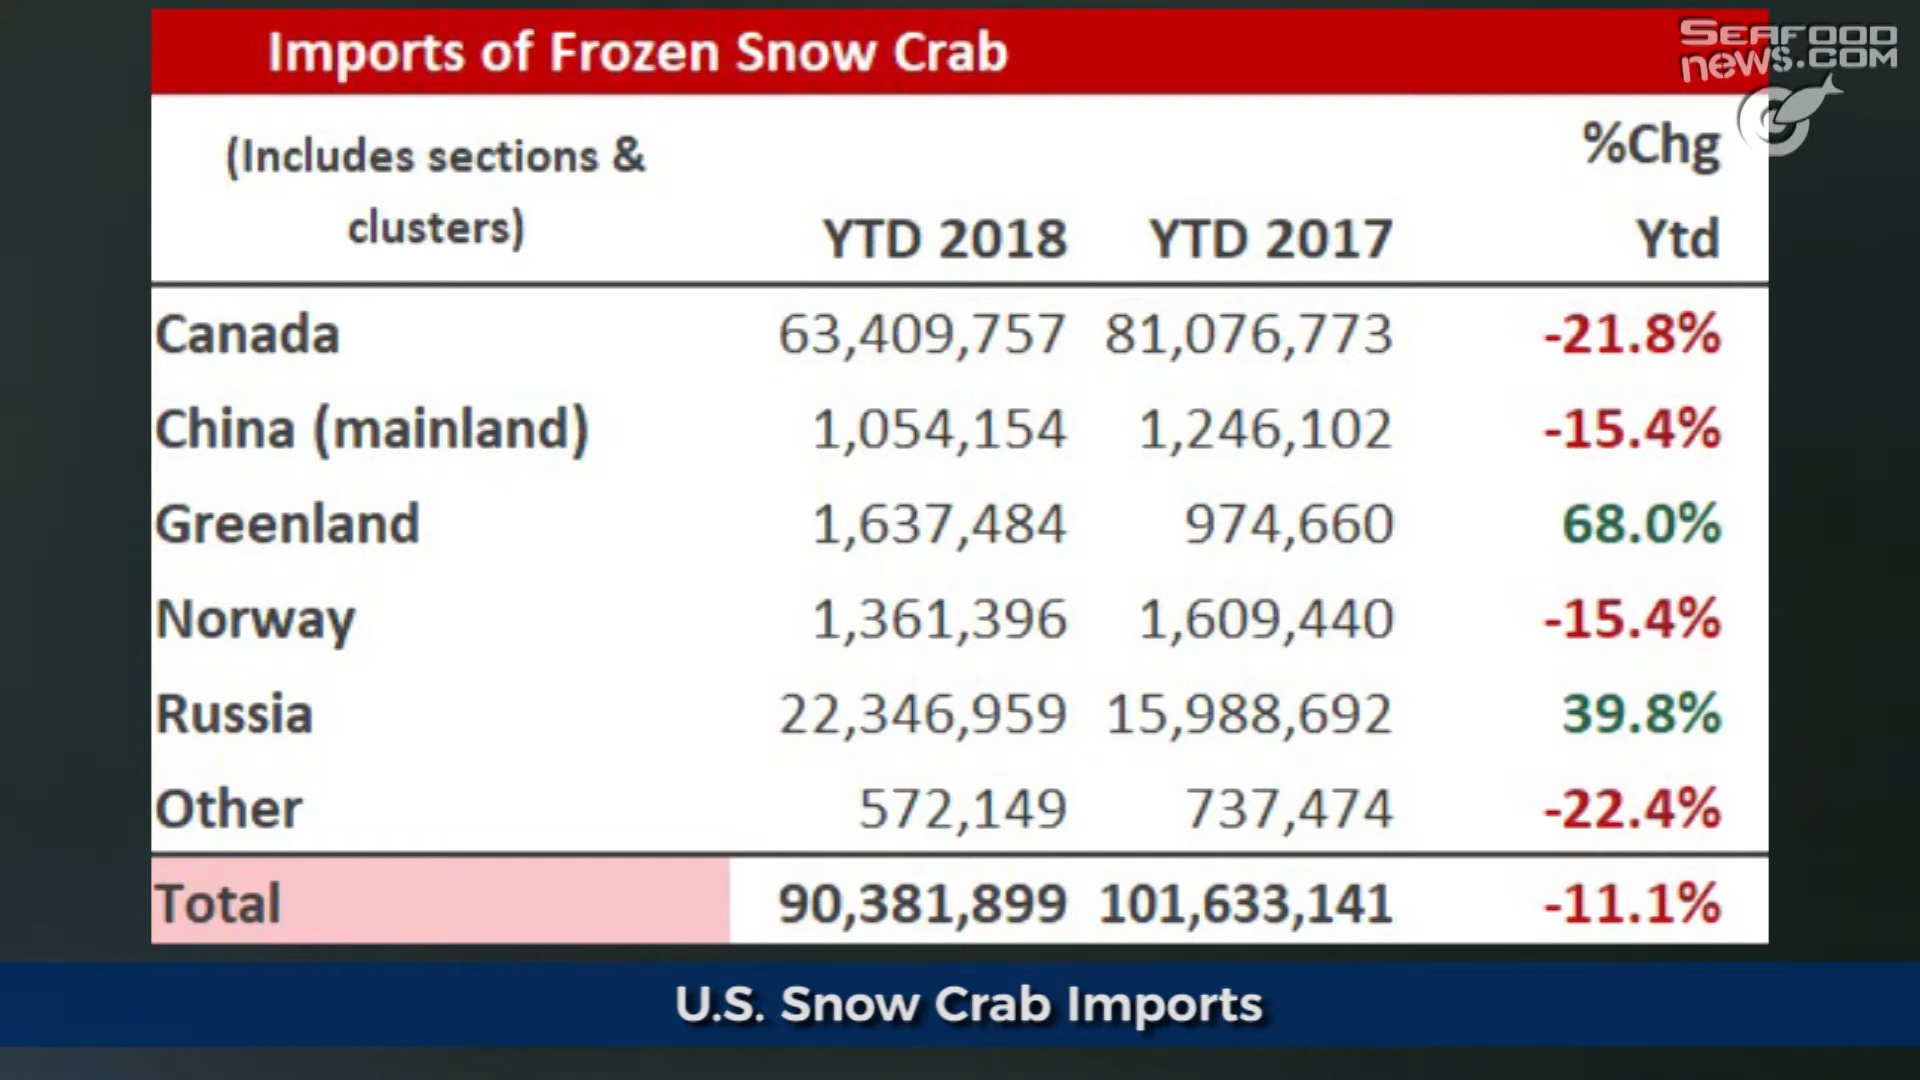 Imports of Frozen Snow Crab
SEAFOOD
news.com
(Includes sections &
clusters)
YTD 2018 YTD 2017 %Chg Ytd
Canada 63,409,757 81,076,773 -21.8%
China (mainland) 1,054,154 1,246,102 -15.4%
Greenland 1,637,484 974,660 68.0%
Norway 1,361,396 1,609,440 -15.4%
Russia 22,346,959 15,988,692 39.8%
Other 572,149 737,474 -22.4%
Total 90,381,899 101,633,141 -11.1%
U.S. Snow Crab Imports